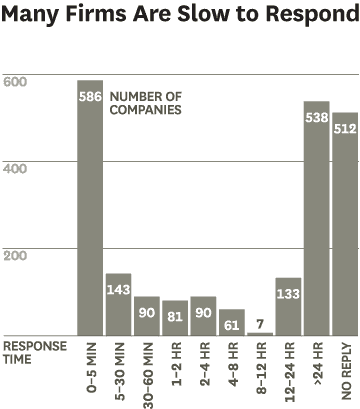 Many Firms Are Slow to Respond
600
586
NUMBER OF
COMPANIES
538
512
400
200
143
90
81
90
61
7
133
RESPONSE
TIME
0–5 MIN
5–30 MIN
30–60 MIN
1–2 HR
2–4 HR
4–8 HR
8–12 HR
12–24 HR
>24 HR
NO REPLY